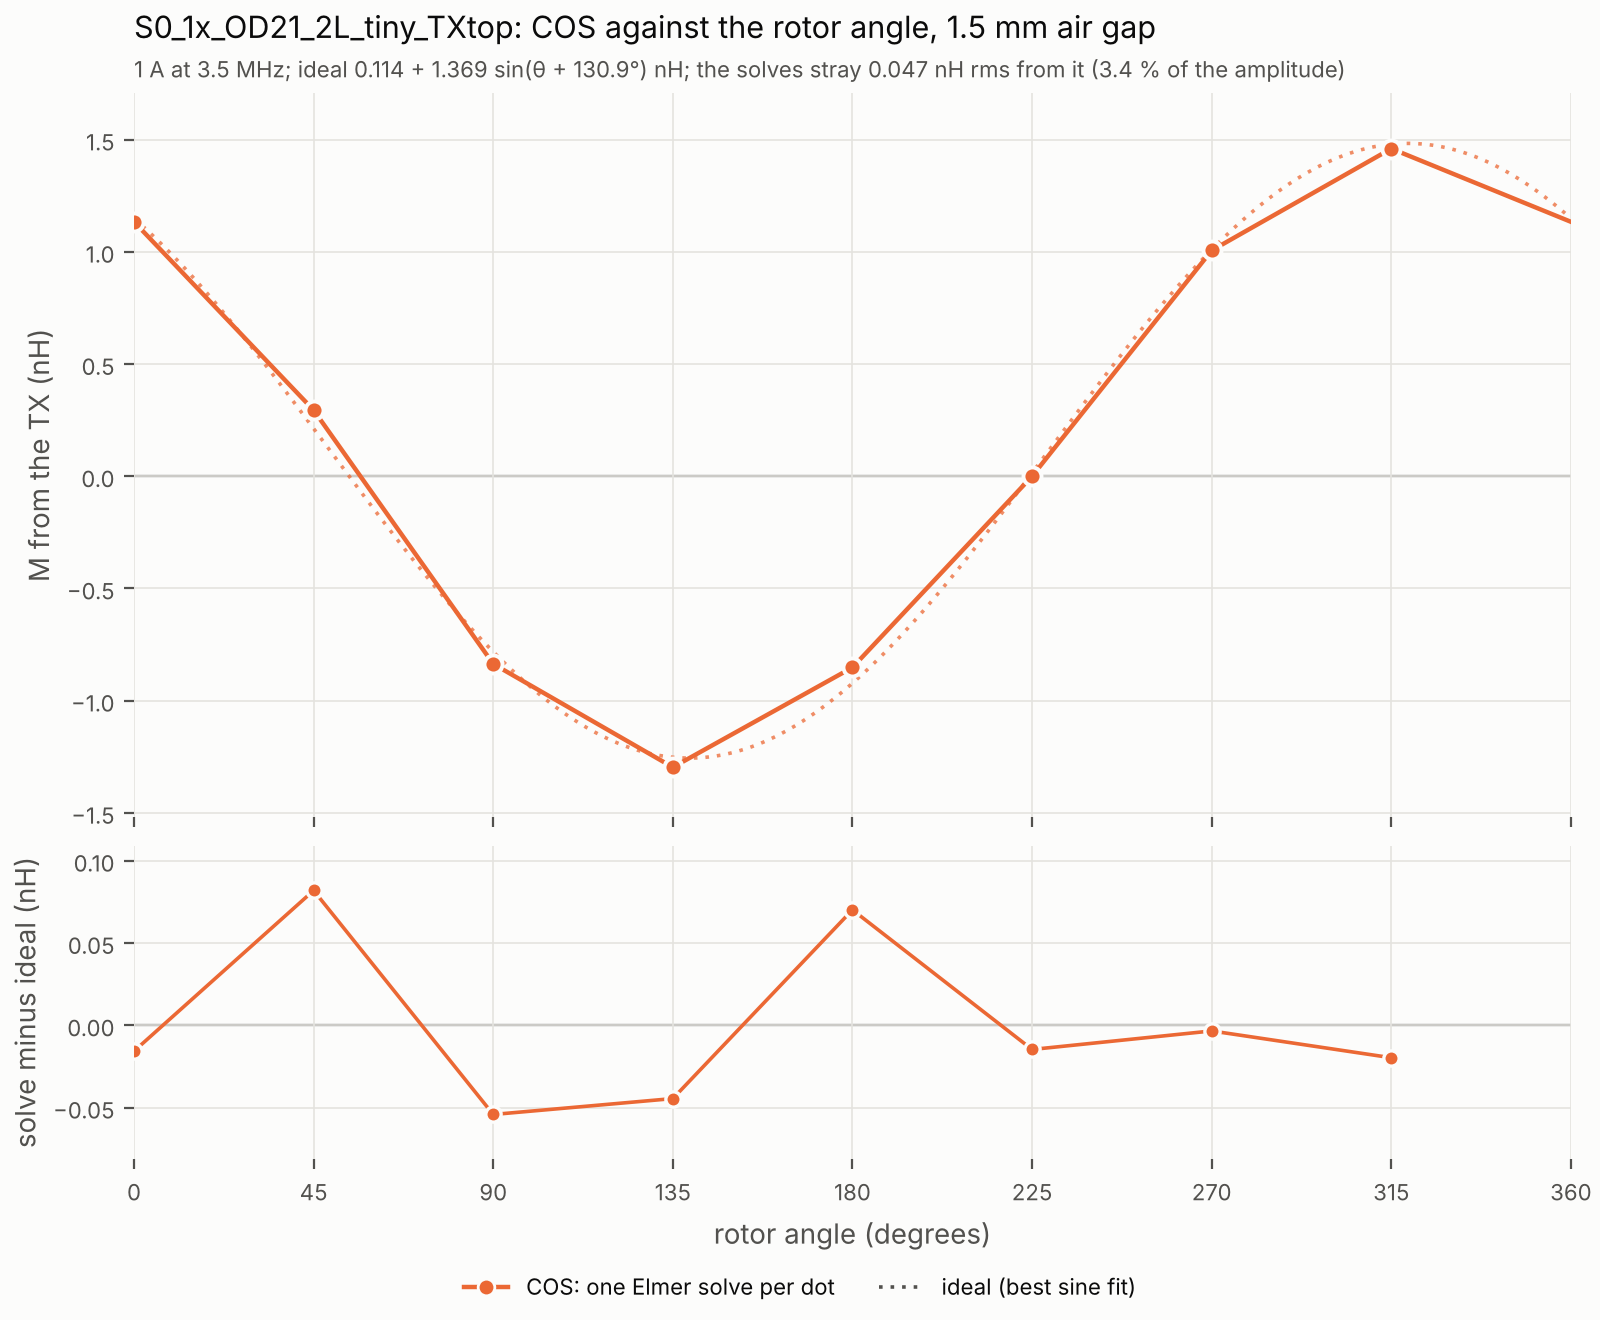 S0_1x_OD21_2L_tiny_TXtop: COS against the rotor angle, 1.5 mm air gap
1 A at 3.5 MHz; ideal 0.114 + 1.369 sin(θ + 130.9°) nH; the solves stray 0.047 nH rms from it (3.4 % of the amplitude)
M from the TX (nH)
1.5
1.0
0.5
0.0
−0.5
−1.0
−1.5
solve minus ideal (nH)
0.10
0.05
0.00
−0.05
0 45 90 135 180 225 270 315 360
rotor angle (degrees)
COS: one Elmer solve per dot ideal (best sine fit)